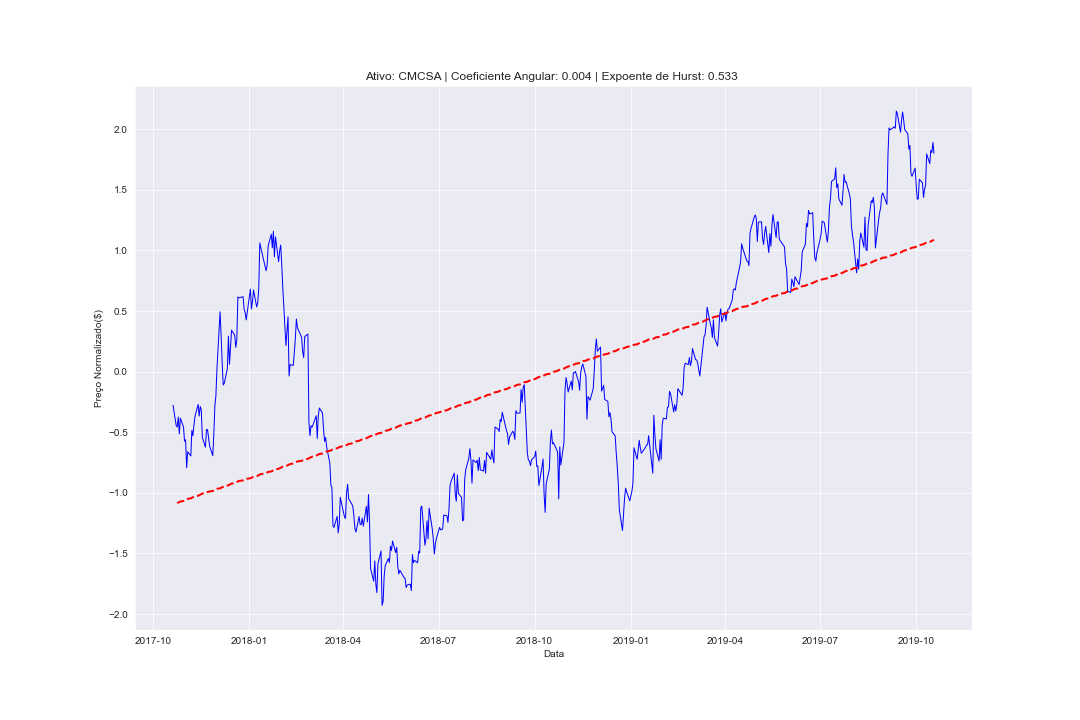 Ativo: CMCSA | Coeficiente Angular: 0.004 | Expoente de Hurst: 0.533
Preço Normalizado($)
2.0
1.5
1.0
0.5
0.0
−0.5
−1.0
−1.5
−2.0
2017-10 2018-01 2018-04 2018-07 2018-10 2019-01 2019-04 2019-07 2019-10
Data